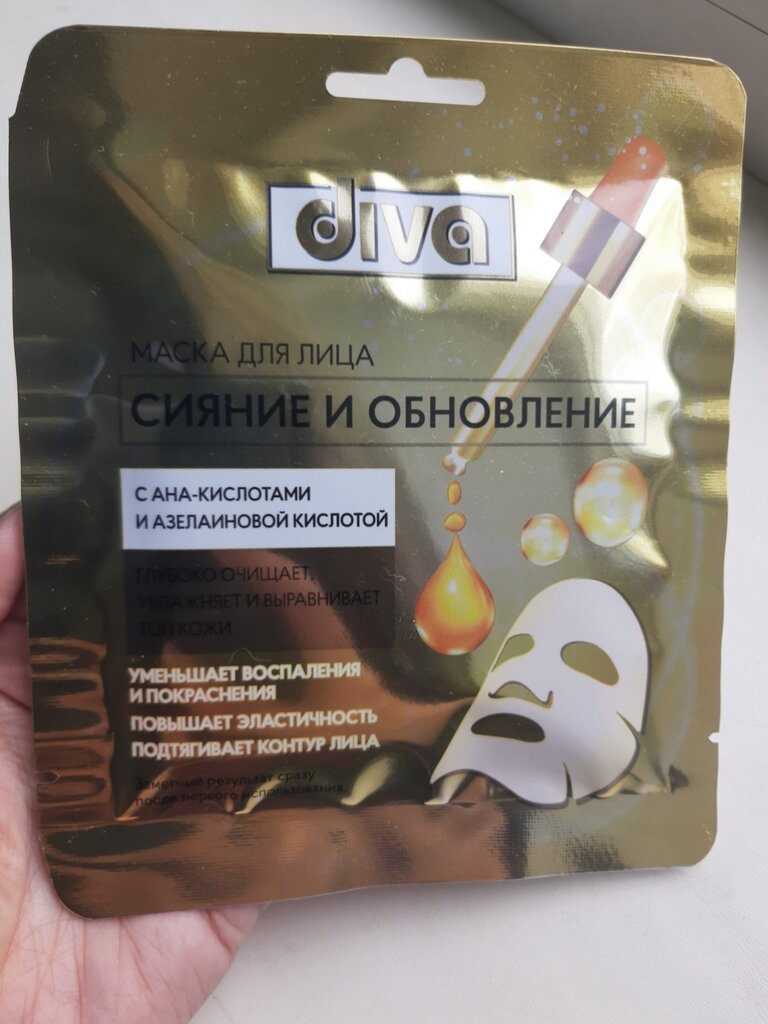 diva
МАСКА ДЛЯ ЛИЦА
СИЯНИЕ И ОБНОВЛЕНИЕ
С АНА-КИСЛОТАМИ
И АЗЕЛАИНОВОЙ КИСЛОТОЙ
ГЛУБОКО ОЧИЩАЕТ,
УВЛАЖНЯЕТ И ВЫРАВНИВАЕТ
ТОН КОЖИ
УМЕНЬШАЕТ ВОСПАЛЕНИЯ
И ПОКРАСНЕНИЯ
ПОВЫШАЕТ ЭЛАСТИЧНОСТЬ
ПОДТЯГИВАЕТ КОНТУР ЛИЦА
Заметный результат сразу
после первого использования.